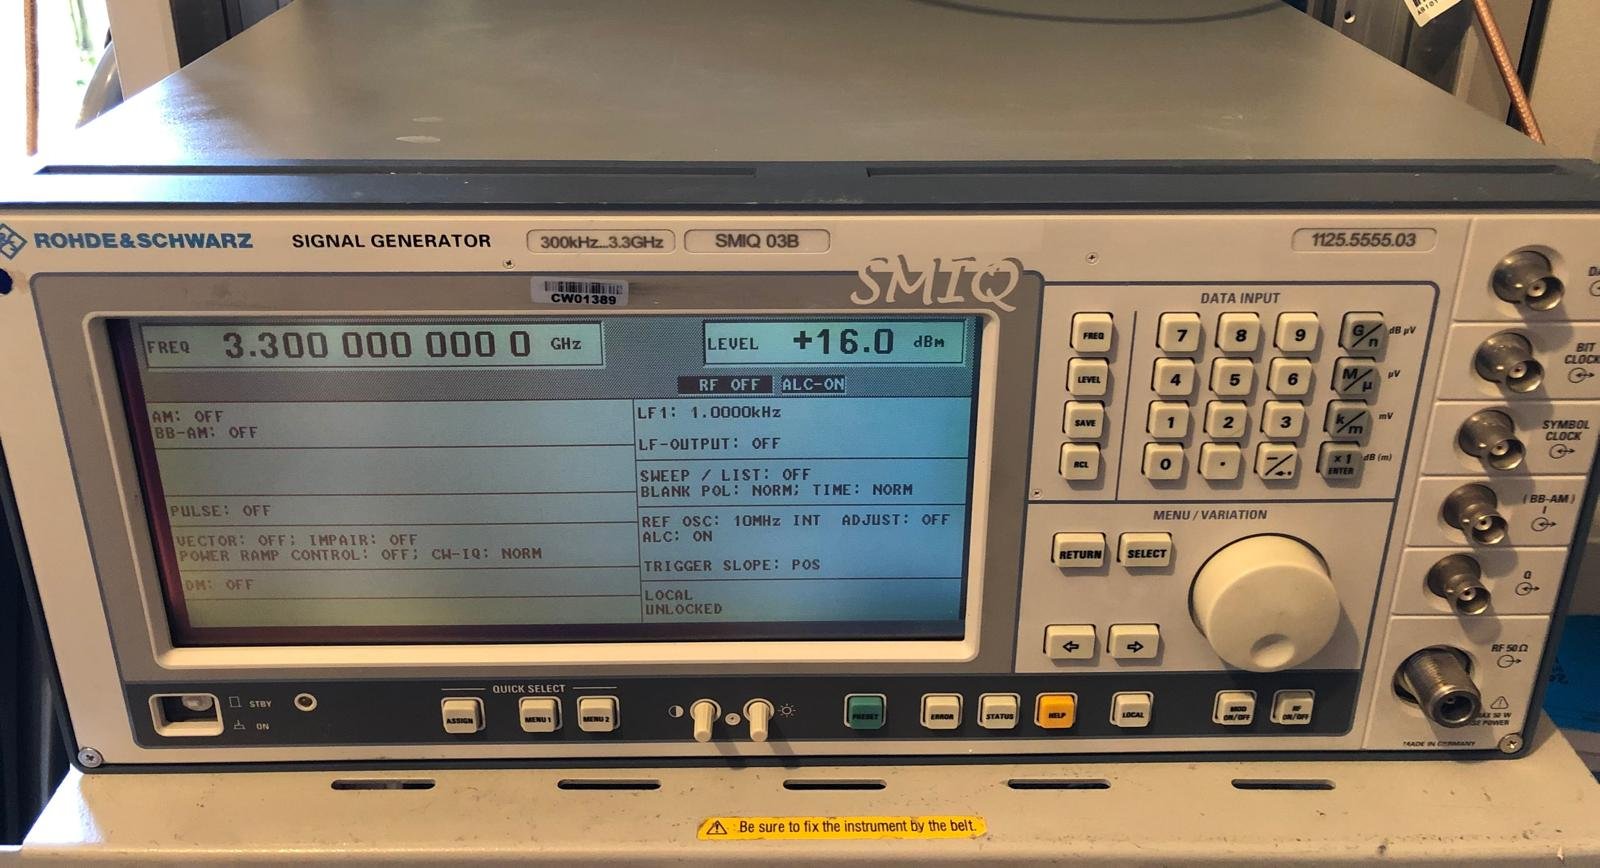 ROHDE&SCHWARZ SIGNAL GENERATOR 300kHz...3.3GHz SMIQ 03B 1125.5555.03
SMIQ
CW01389
FREQ 3.300 000 000 0 GHz LEVEL +16.0 dBm
RF OFF ALC-ON
AM: OFF
BB-AM: OFF
PULSE: OFF
VECTOR: OFF; IMPAIR: OFF
POWER RAMP CONTROL: OFF; CW-IQ: NORM
DM: OFF
LF1: 1.0000kHz
LF-OUTPUT: OFF
SWEEP / LIST: OFF
BLANK POL: NORM; TIME: NORM
REF OSC: 10MHz INT ADJUST: OFF
ALC: ON
TRIGGER SLOPE: POS
LOCAL
UNLOCKED
DATA INPUT
FREQ 7 8 9 G/n dB µV
LEVEL 4 5 6 M/µ µV
SAVE 1 2 3 k/m mV
RCL 0 . -/← x1 ENTER dB (m)
MENU / VARIATION
RETURN SELECT
BIT
CLOCK
SYMBOL
CLOCK
(BB-AM)
I
Q
RF 50Ω
MAX 50 W
MADE IN GERMANY
STBY
ON
QUICK SELECT
ASSIGN MENU 1 MENU 2
PRESET ERROR STATUS HELP LOCAL
MOD ON/OFF
RF ON/OFF
Be sure to fix the instrument by the belt.